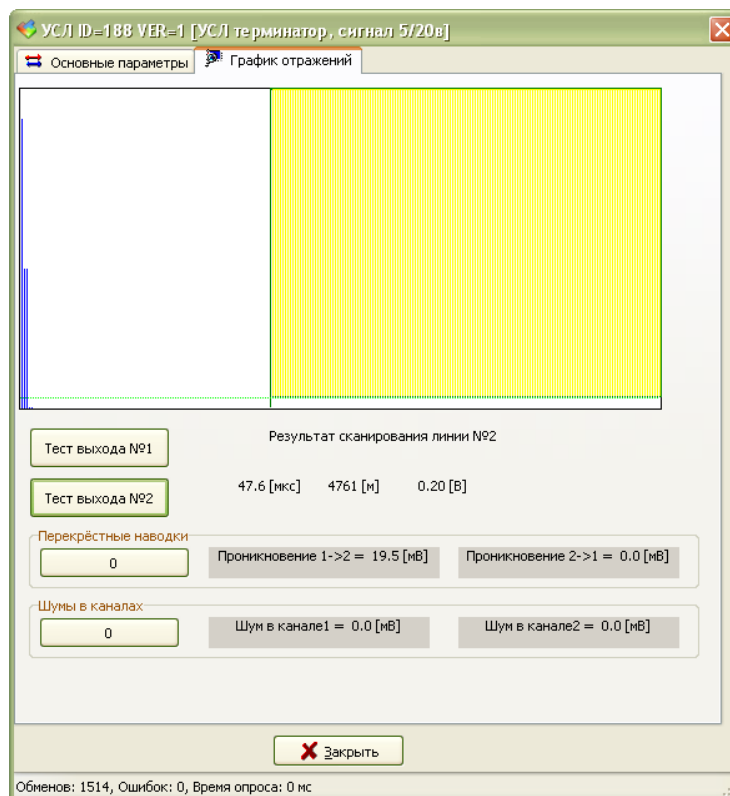 УСЛ ID=188 VER=1 [УСЛ терминатор, сигнал 5/20в]
Основные параметры График отражений
Результат сканирования линии №2
Тест выхода №1
47.6 [мкс] 4761 [м] 0.20 [В]
Тест выхода №2
Перекрёстные наводки
0 Проникновение 1->2 = 19.5 [мВ] Проникновение 2->1 = 0.0 [мВ]
Шумы в каналах
0 Шум в канале1 = 0.0 [мВ] Шум в канале2 = 0.0 [мВ]
Закрыть
Обменов: 1514, Ошибок: 0, Время опроса: 0 мс